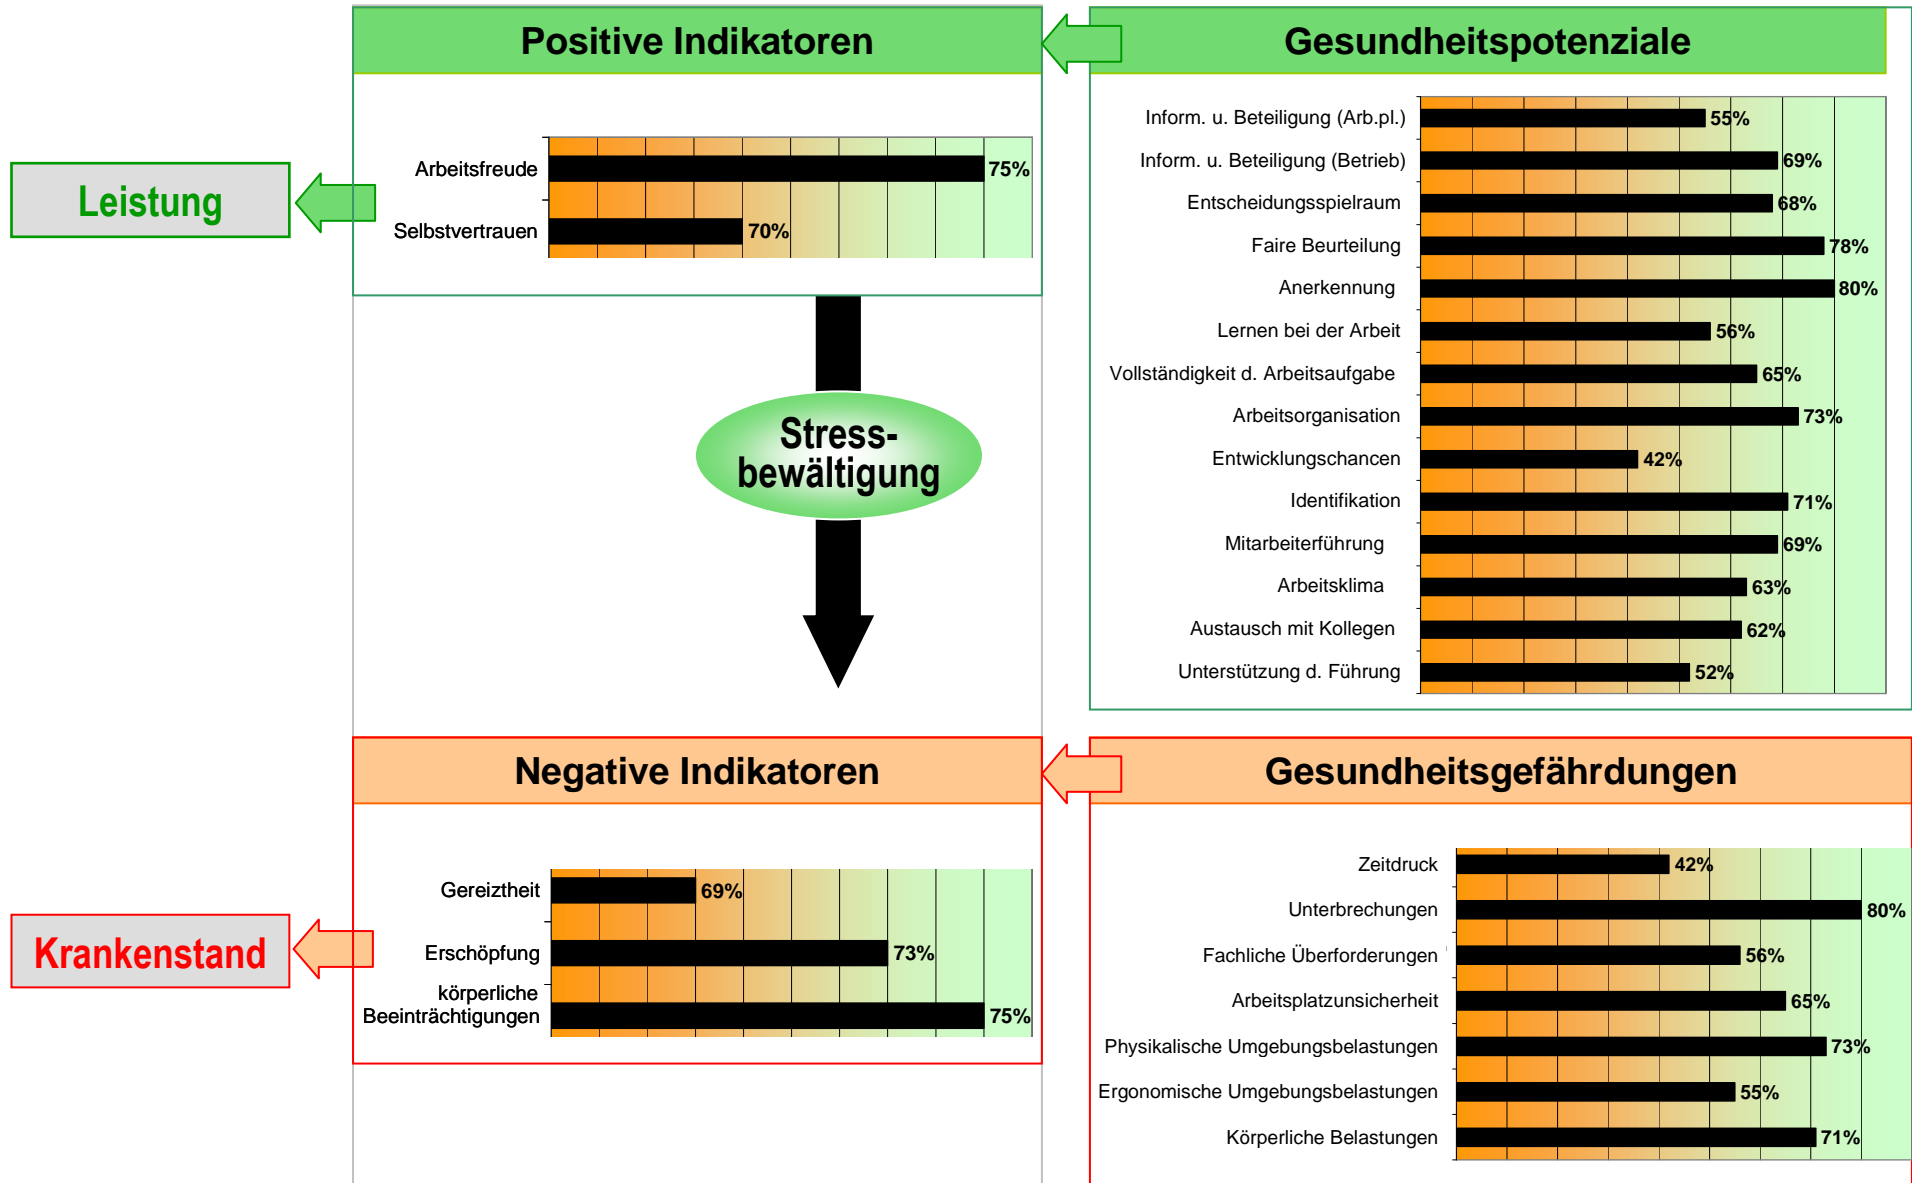 Positive Indikatoren
Gesundheitspotenziale
Leistung
Arbeitsfreude 75%
Selbstvertrauen 70%
Inform. u. Beteiligung (Arb.pl.) 55%
Inform. u. Beteiligung (Betrieb) 69%
Entscheidungsspielraum 68%
Faire Beurteilung 78%
Anerkennung 80%
Lernen bei der Arbeit 56%
Vollständigkeit d. Arbeitsaufgabe 65%
Arbeitsorganisation 73%
Entwicklungschancen 42%
Identifikation 71%
Mitarbeiterführung 69%
Arbeitsklima 63%
Austausch mit Kollegen 62%
Unterstützung d. Führung 52%
Stress-
bewältigung
Negative Indikatoren
Gesundheitsgefährdungen
Krankenstand
Gereiztheit 69%
Erschöpfung 73%
körperliche
Beeinträchtigungen 75%
Zeitdruck 42%
Unterbrechungen 80%
Fachliche Überforderungen 56%
Arbeitsplatzunsicherheit 65%
Physikalische Umgebungsbelastungen 73%
Ergonomische Umgebungsbelastungen 55%
Körperliche Belastungen 71%